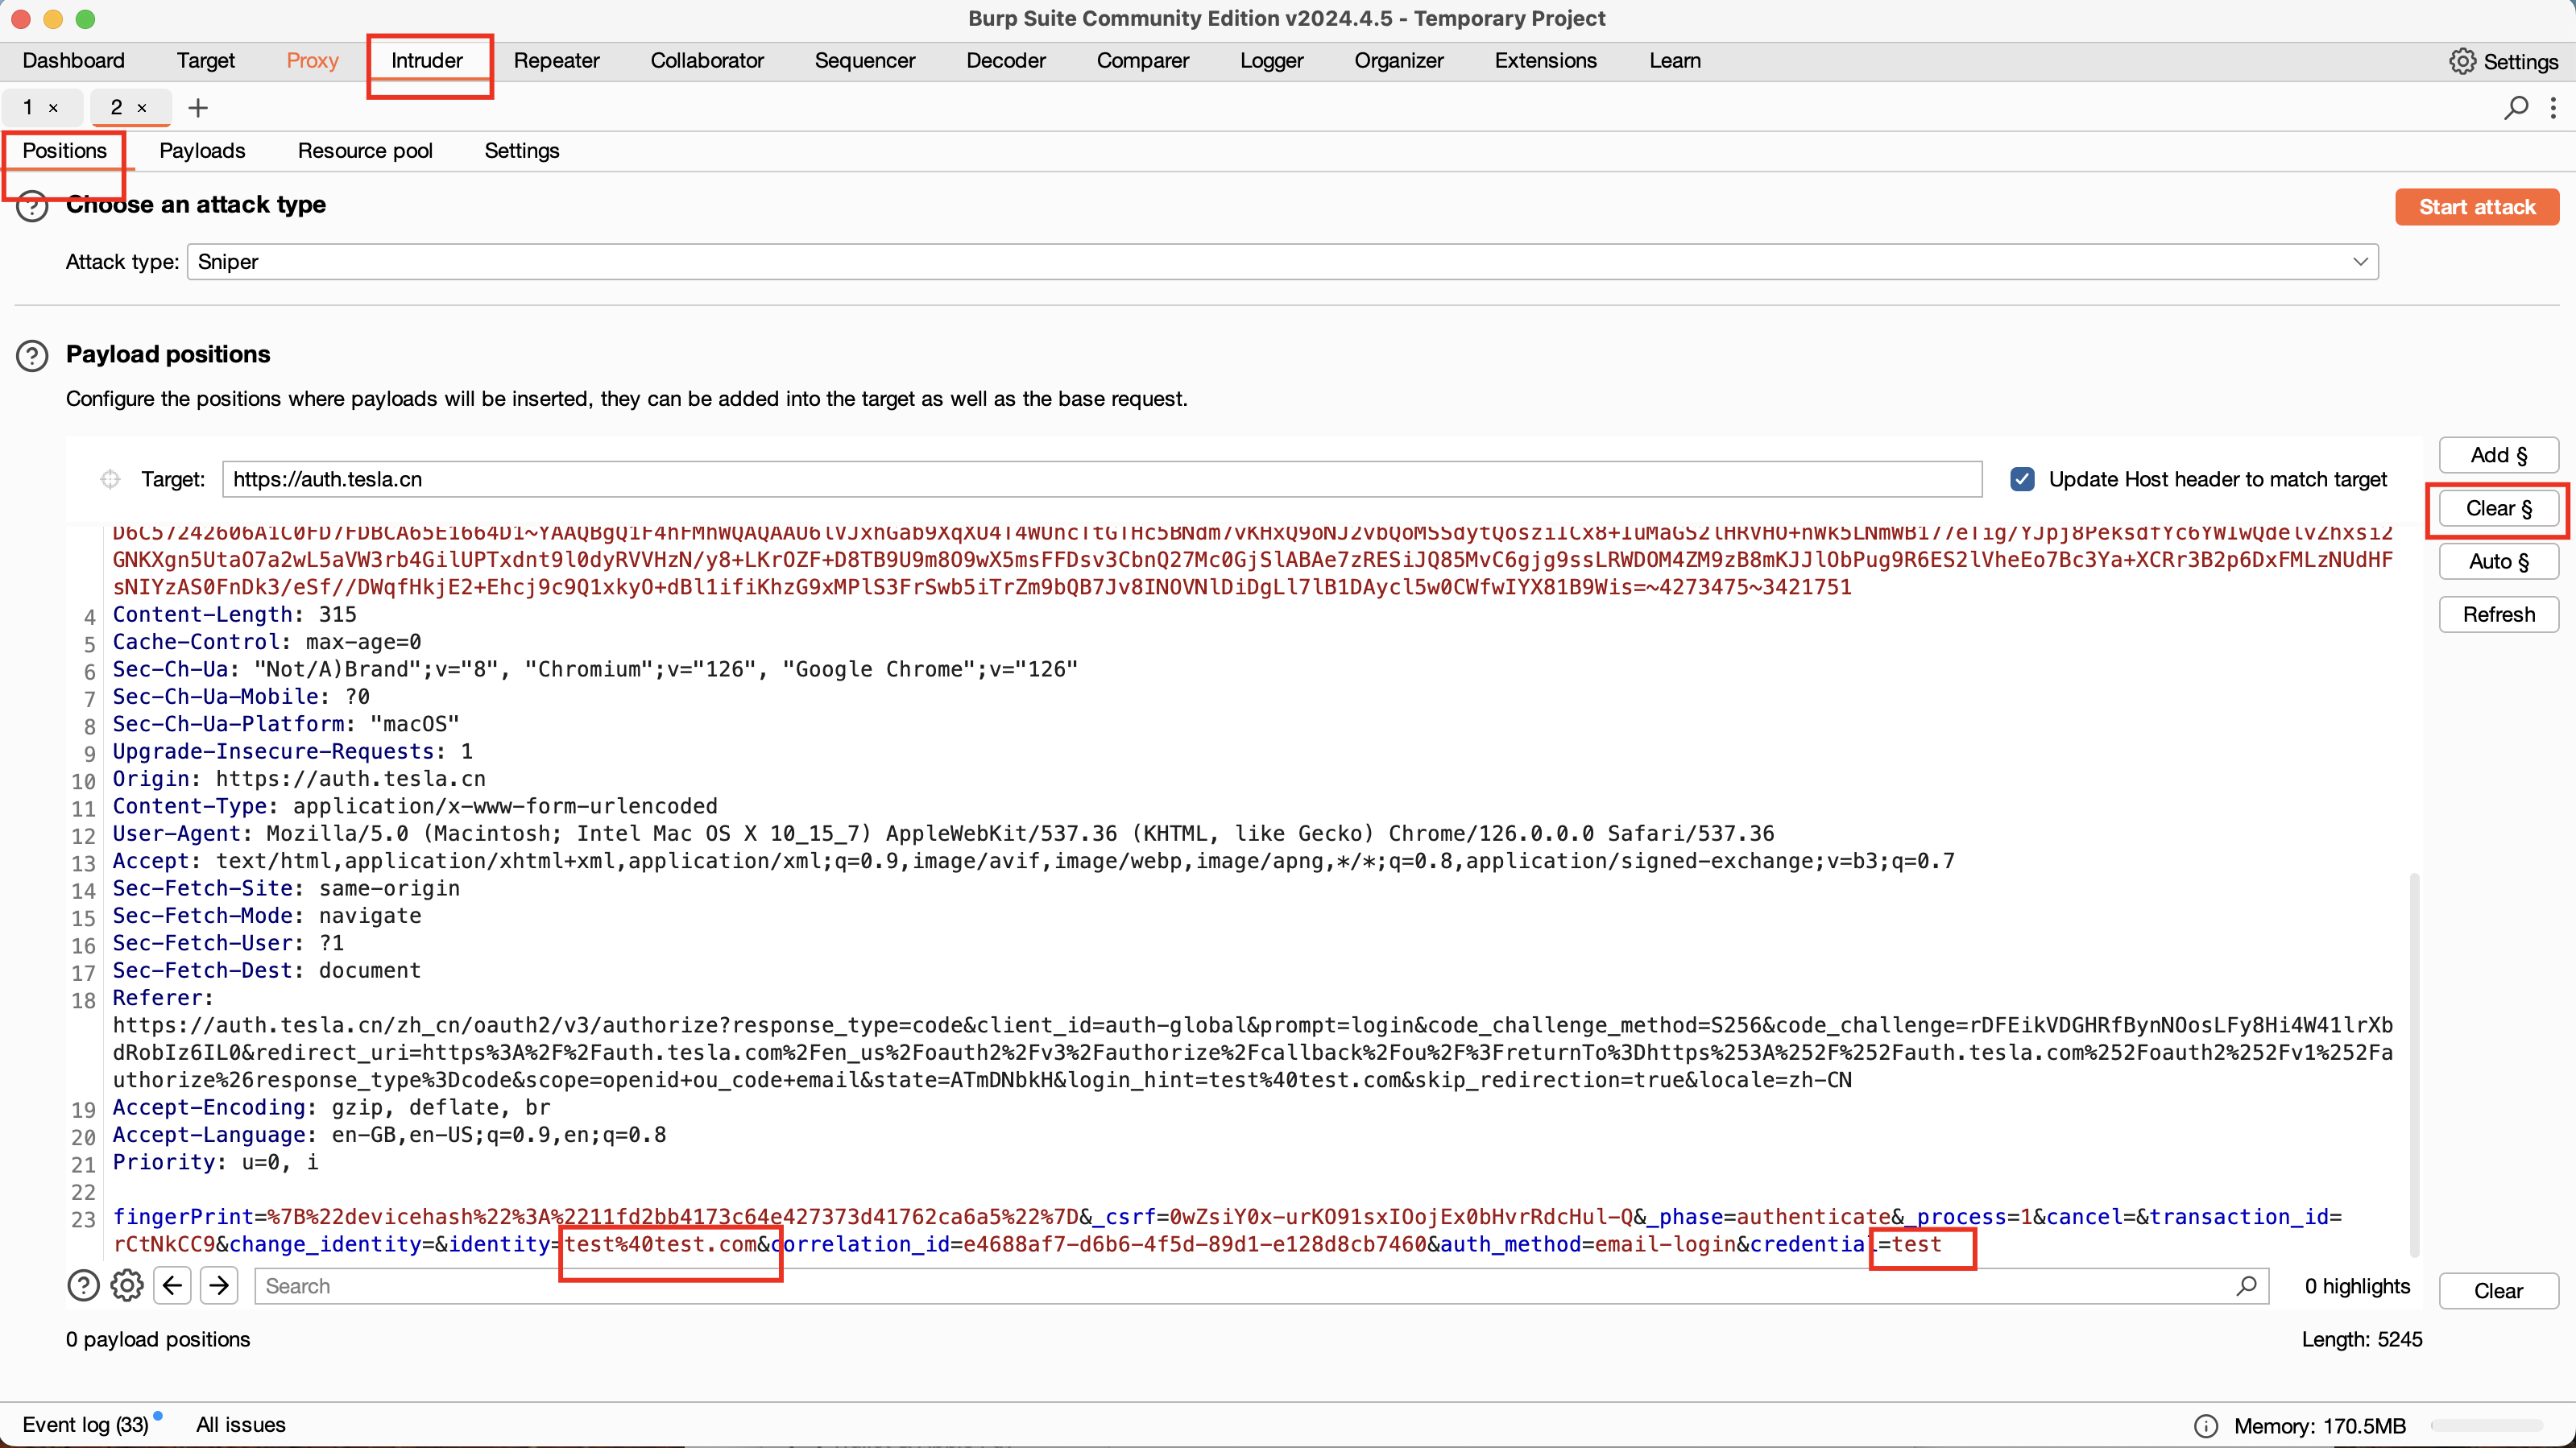 Burp Suite Community Edition v2024.4.5 - Temporary Project
Dashboard Target Proxy Intruder Repeater Collaborator Sequencer Decoder Comparer Logger Organizer Extensions Learn Settings
1 × 2 × +
Positions Payloads Resource pool Settings
? Choose an attack type Start attack
Attack type: Sniper
? Payload positions
Configure the positions where payloads will be inserted, they can be added into the target as well as the base request.
Add §
Target: https://auth.tesla.cn Update Host header to match target
Clear §
GNKXgn5UtaO7a2wL5aVW3rb4GilUPTxdnt9l0dyRVVHzN/y8+LKrOZF+D8TB9U9m8O9wX5msFFDsv3CbnQ27Mc0GjSlABAe7zRESiJQ85MvC6gjg9ssLRWDOM4ZM9zB8mKJJlObPug9R6ES2lVheEo7Bc3Ya+XCRr3B2p6DxFMLzNUdHF
Auto §
sNIYzAS0FnDk3/eSf//DWqfHkjE2+Ehcj9c9Q1xkyO+dBl1ifiKhzG9xMPlS3FrSwb5iTrZm9bQB7Jv8INOVNlDiDgLl7lB1DAycl5w0CWfwIYX81B9Wis=~4273475~3421751
Refresh
4 Content-Length: 315
5 Cache-Control: max-age=0
6 Sec-Ch-Ua: "Not/A)Brand";v="8", "Chromium";v="126", "Google Chrome";v="126"
7 Sec-Ch-Ua-Mobile: ?0
8 Sec-Ch-Ua-Platform: "macOS"
9 Upgrade-Insecure-Requests: 1
10 Origin: https://auth.tesla.cn
11 Content-Type: application/x-www-form-urlencoded
12 User-Agent: Mozilla/5.0 (Macintosh; Intel Mac OS X 10_15_7) AppleWebKit/537.36 (KHTML, like Gecko) Chrome/126.0.0.0 Safari/537.36
13 Accept: text/html,application/xhtml+xml,application/xml;q=0.9,image/avif,image/webp,image/apng,*/*;q=0.8,application/signed-exchange;v=b3;q=0.7
14 Sec-Fetch-Site: same-origin
15 Sec-Fetch-Mode: navigate
16 Sec-Fetch-User: ?1
17 Sec-Fetch-Dest: document
18 Referer:
https://auth.tesla.cn/zh_cn/oauth2/v3/authorize?response_type=code&client_id=auth-global&prompt=login&code_challenge_method=S256&code_challenge=rDFEikVDGHRfBynNOosLFy8Hi4W41lrXb
dRobIz6IL0&redirect_uri=https%3A%2F%2Fauth.tesla.com%2Fen_us%2Foauth2%2Fv3%2Fauthorize%2Fcallback%2Fou%2F%3FreturnTo%3Dhttps%253A%252F%252Fauth.tesla.com%252Foauth2%252Fv1%252Fa
uthorize%26response_type%3Dcode&scope=openid+ou_code+email&state=ATmDNbkH&login_hint=test%40test.com&skip_redirection=true&locale=zh-CN
19 Accept-Encoding: gzip, deflate, br
20 Accept-Language: en-GB,en-US;q=0.9,en;q=0.8
21 Priority: u=0, i
22
23 fingerPrint=%7B%22devicehash%22%3A%2211fd2bb4173c64e427373d41762ca6a5%22%7D&_csrf=0wZsiY0x-urKO91sxIOojEx0bHvrRdcHul-Q&_phase=authenticate&_process=1&cancel=&transaction_id=
rCtNkCC9&change_identity=&identity=test%40test.com&correlation_id=e4688af7-d6b6-4f5d-89d1-e128d8cb7460&auth_method=email-login&credential=test
? Search 0 highlights Clear
0 payload positions Length: 5245
Event log (33) All issues Memory: 170.5MB